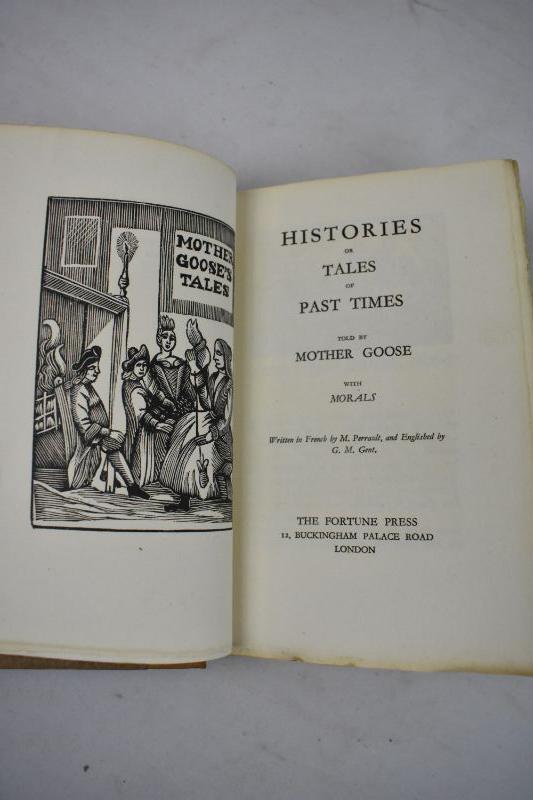 MOTHER
GOOSE'S
TALES
HISTORIES
OR
TALES
OF
PAST TIMES
TOLD BY
MOTHER GOOSE
WITH
MORALS
Written in French by M. Perrault, and Englished by
G. M. Gent.
THE FORTUNE PRESS
12, BUCKINGHAM PALACE ROAD
LONDON